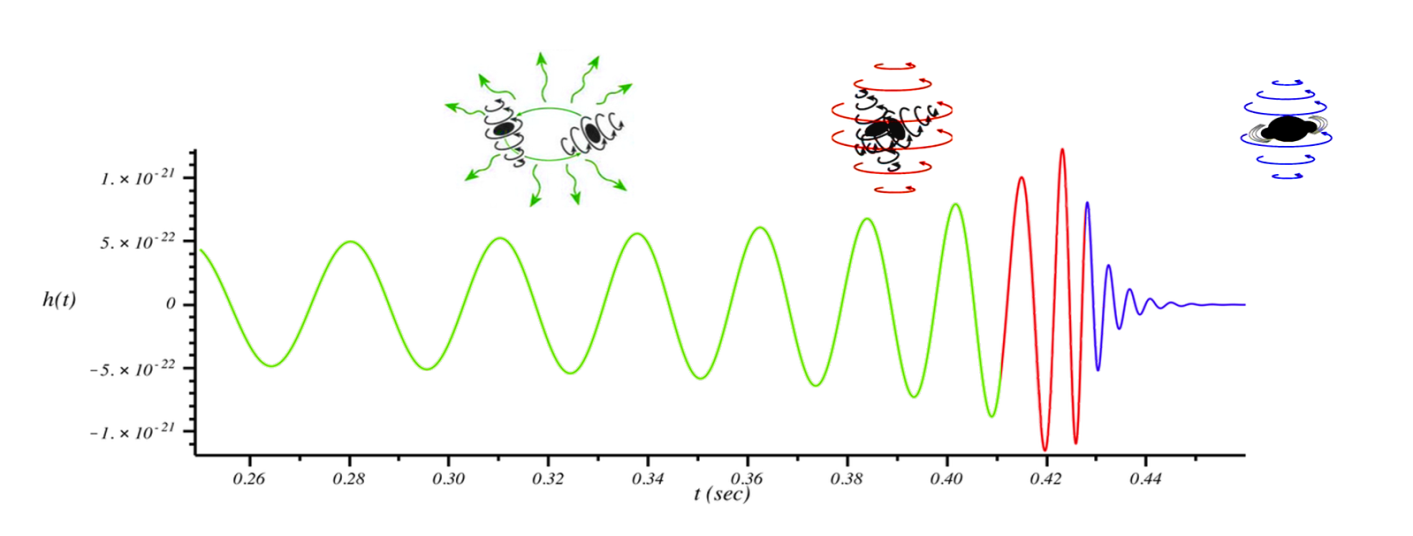 1. × 10⁻²¹
5. × 10⁻²²
h(t)
0
−5. × 10⁻²²
−1. × 10⁻²¹
0.26 0.28 0.30 0.32 0.34 0.36 0.38 0.40 0.42 0.44
t (sec)